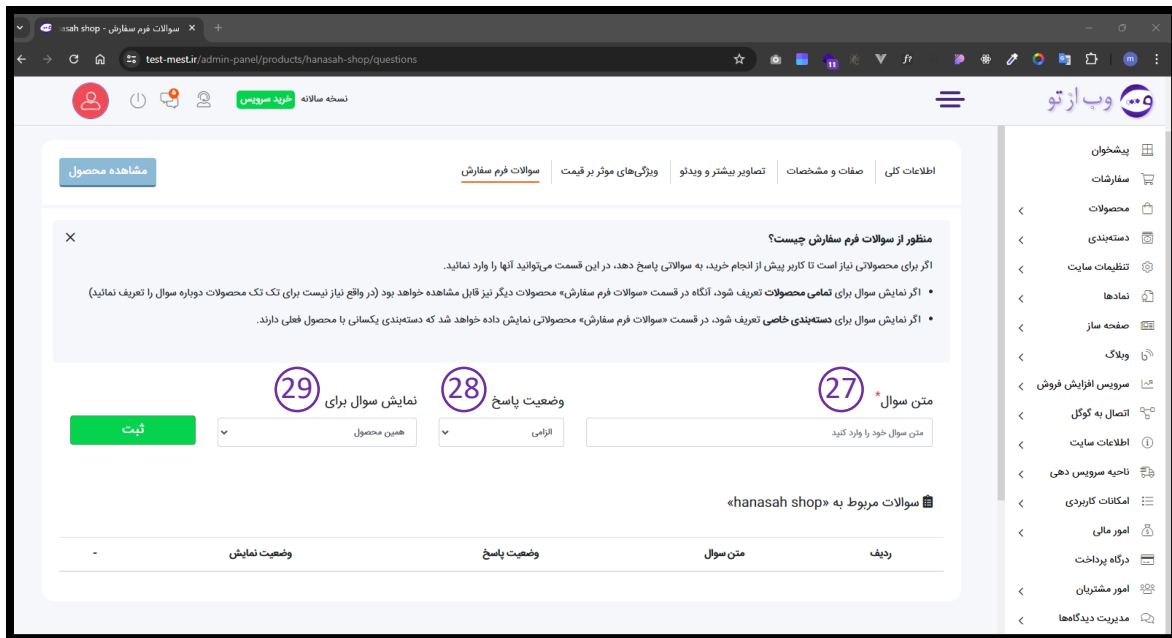 سوالات فرم سفارش - hanasah shop
test-mest.ir/admin-panel/products/hanasah-shop/questions
وب از تو
نسخه سالانه خرید سرویس
پیشخوان
سفارشات
محصولات
دسته‌بندی
تنظیمات سایت
نمادها
صفحه ساز
وبلاگ
سرویس افزایش فروش
اتصال به گوگل
اطلاعات سایت
ناحیه سرویس دهی
امکانات کاربردی
امور مالی
درگاه پرداخت
امور مشتریان
مدیریت دیدگاه‌ها
اطلاعات کلی صفات و مشخصات تصاویر بیشتر و ویدئو ویژگی‌های موثر بر قیمت سوالات فرم سفارش مشاهده محصول
منظور از سوالات فرم سفارش چیست؟
اگر برای محصولاتی نیاز است تا کاربر پیش از انجام خرید، به سوالاتی پاسخ دهد، در این قسمت می‌توانید آنها را وارد نمائید.
• اگر نمایش سوال برای تمامی محصولات تعریف شود، آنگاه در قسمت «سوالات فرم سفارش» محصولات دیگر نیز قابل مشاهده خواهد بود (در واقع نیاز نیست برای تک تک محصولات دوباره سوال را تعریف نمائید)
• اگر نمایش سوال برای دسته‌بندی خاصی تعریف شود، در قسمت «سوالات فرم سفارش» محصولاتی نمایش داده خواهد شد که دسته‌بندی یکسانی با محصول فعلی دارند.
متن سوال* 27 وضعیت پاسخ 28 نمایش سوال برای 29
متن سوال خود را وارد کنید الزامی همین محصول ثبت
سوالات مربوط به «hanasah shop»
ردیف متن سوال وضعیت پاسخ وضعیت نمایش -